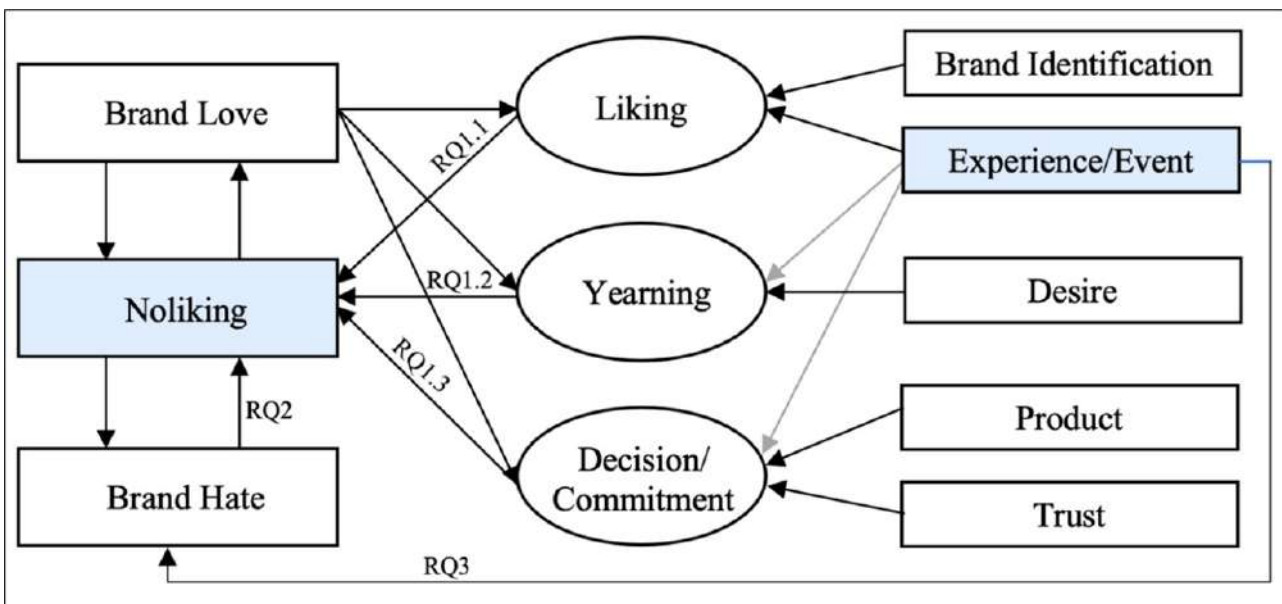 Brand Love
Liking
Brand Identification
RQ1.1
Experience/Event
Noliking
RQ1.2
Yearning
Desire
RQ1.3
RQ2
Brand Hate
Decision/
Commitment
Product
Trust
RQ3